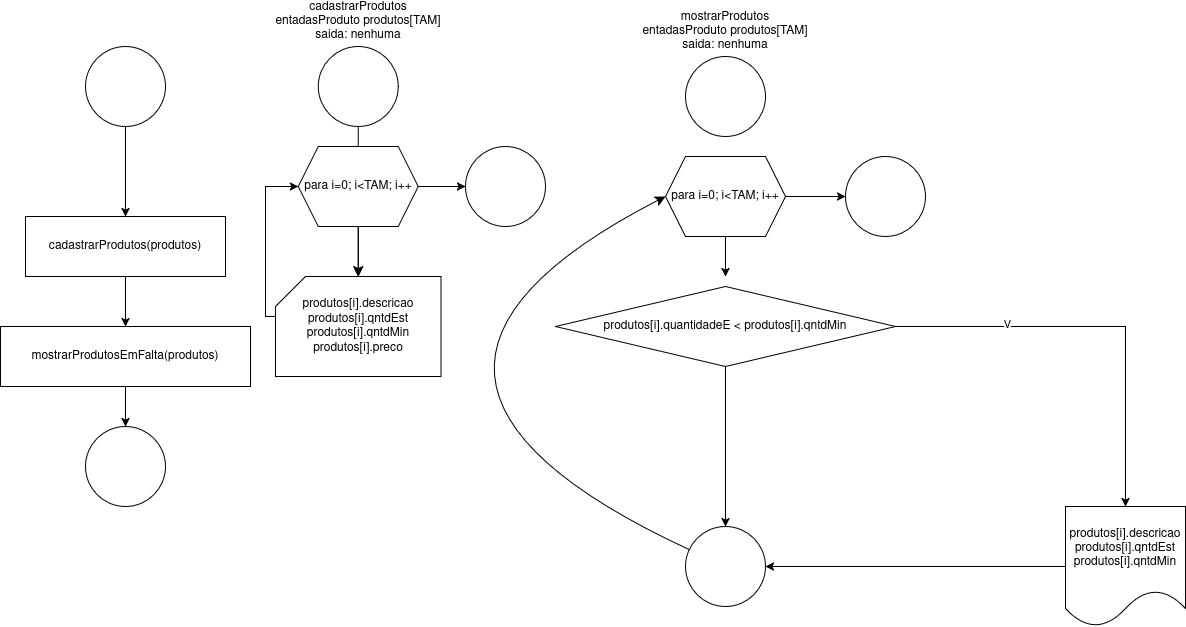 cadastrarProdutos
entadasProduto produtos[TAM]
saida: nenhuma
mostrarProdutos
entadasProduto produtos[TAM]
saida: nenhuma
para i=0; i<TAM; i++
para i=0; i<TAM; i++
cadastrarProdutos(produtos)
produtos[i].descricao
produtos[i].qntdEst
produtos[i].qntdMin
produtos[i].preco
produtos[i].quantidadeE < produtos[i].qntdMin
V
mostrarProdutosEmFalta(produtos)
produtos[i].descricao
produtos[i].qntdEst
produtos[i].qntdMin